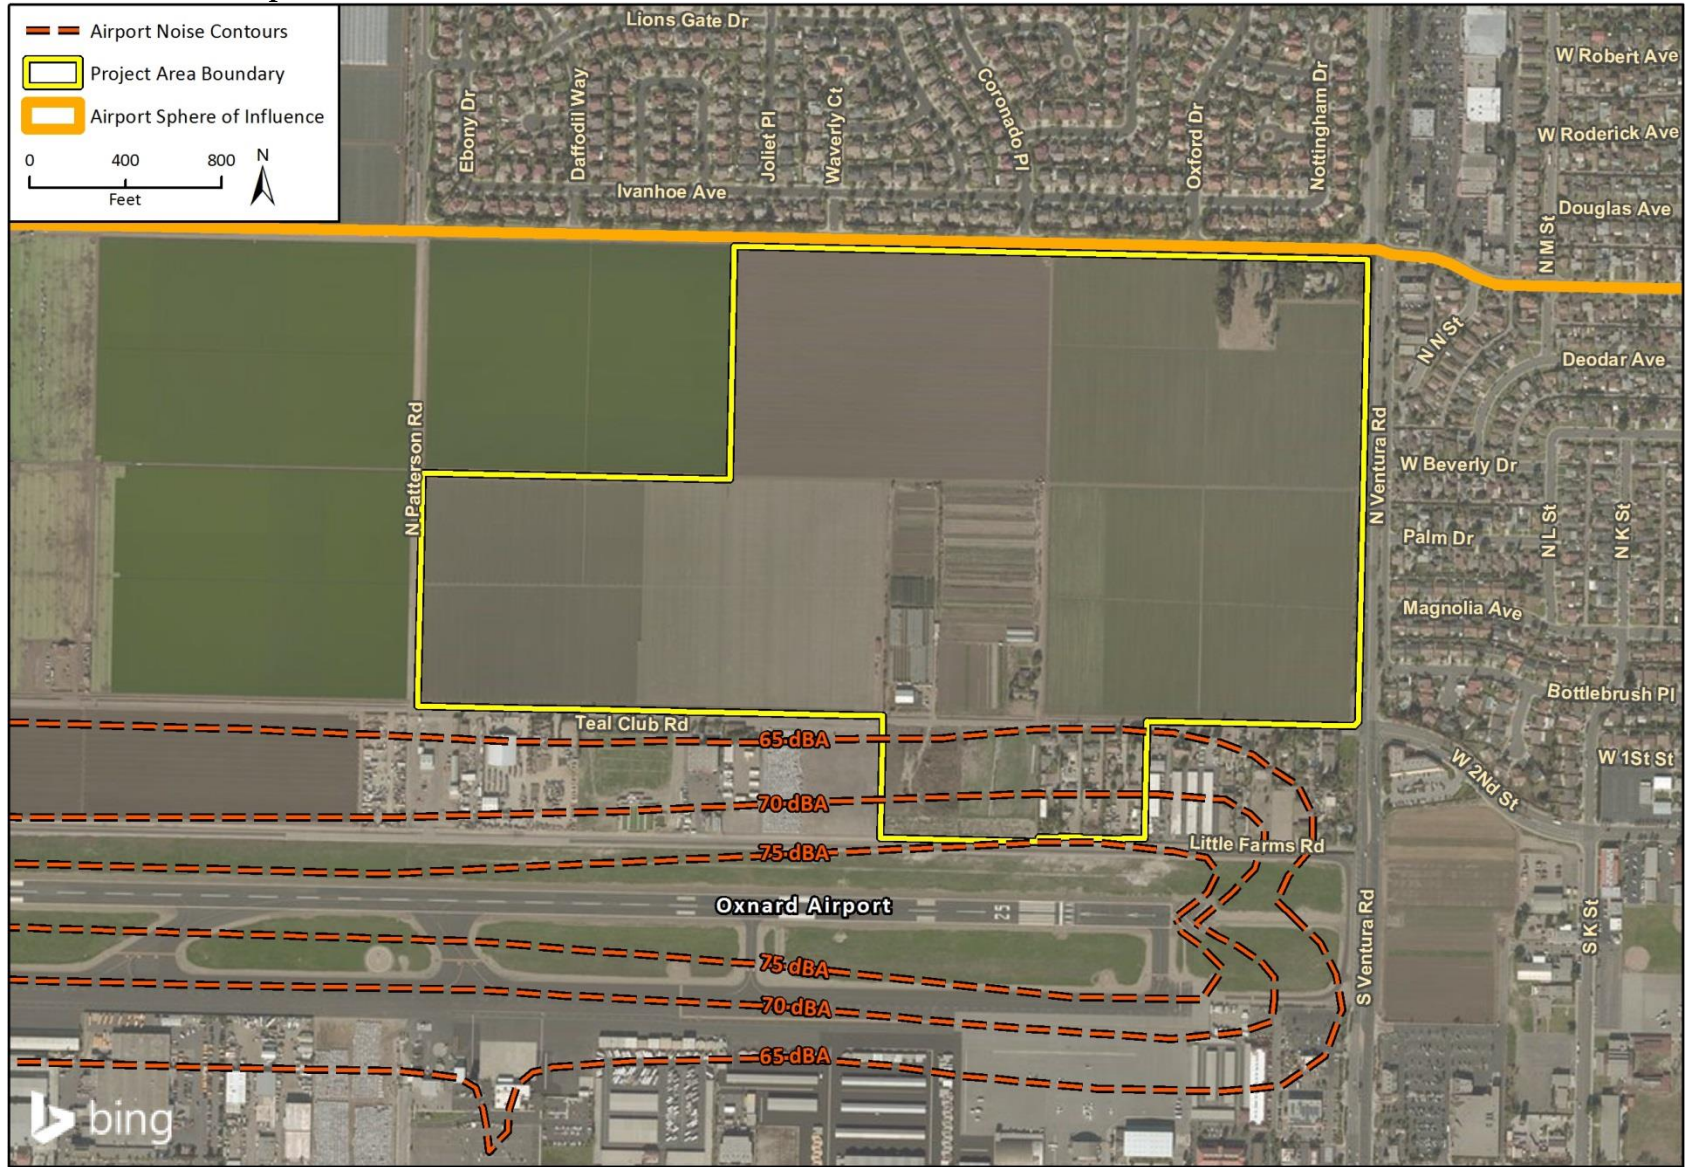 Airport Noise Contours
Project Area Boundary
Airport Sphere of Influence
0 400 800 N
Feet
Lions Gate Dr
Ebony Dr
Daffodil Way
Joliet Pl
Waverly Ct
Coronado Pl
Oxford Dr
Nottingham Dr
Ivanhoe Ave
W Robert Ave
W Roderick Ave
Douglas Ave
N M St
N N St
Deodar Ave
N Patterson Rd
N Ventura Rd
W Beverly Dr
Palm Dr
N L St
N K St
Magnolia Ave
Bottlebrush Pl
Teal Club Rd
65 dBA
W 2Nd St
W 1St St
70 dBA
Little Farms Rd
75 dBA
Oxnard Airport
25
S Ventura Rd
S K St
75 dBA
70 dBA
65 dBA
bing